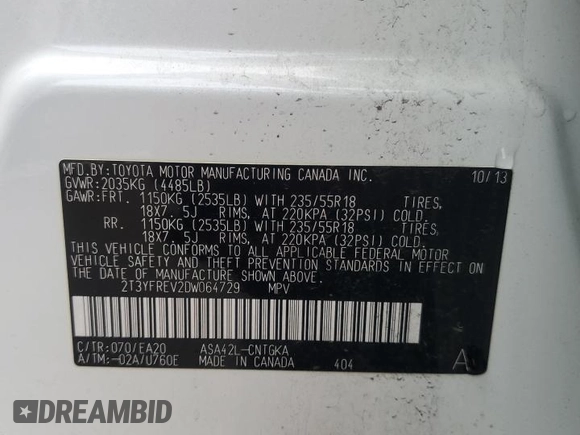 MFD.BY:TOYOTA MOTOR MANUFACTURING CANADA INC. 10/13
GVWR:2035KG (4485LB)
GAWR:FRT. 1150KG (2535LB) WITH 235/55R18 TIRES,
18X7.5J RIMS, AT 220KPA (32PSI) COLD.
RR. 1150KG (2535LB) WITH 235/55R18 TIRES,
18X7.5J RIMS, AT 220KPA (32PSI) COLD.
THIS VEHICLE CONFORMS TO ALL APPLICABLE FEDERAL MOTOR
VEHICLE SAFETY AND THEFT PREVENTION STANDARDS IN EFFECT
ON THE DATE OF MANUFACTURE SHOWN ABOVE.
2T3YFREV2DW064729 MPV
C/TR:070/EA20 ASA42L-CNTGKA
A/TM:-02A/U760E MADE IN CANADA 404 A
DREAMBID